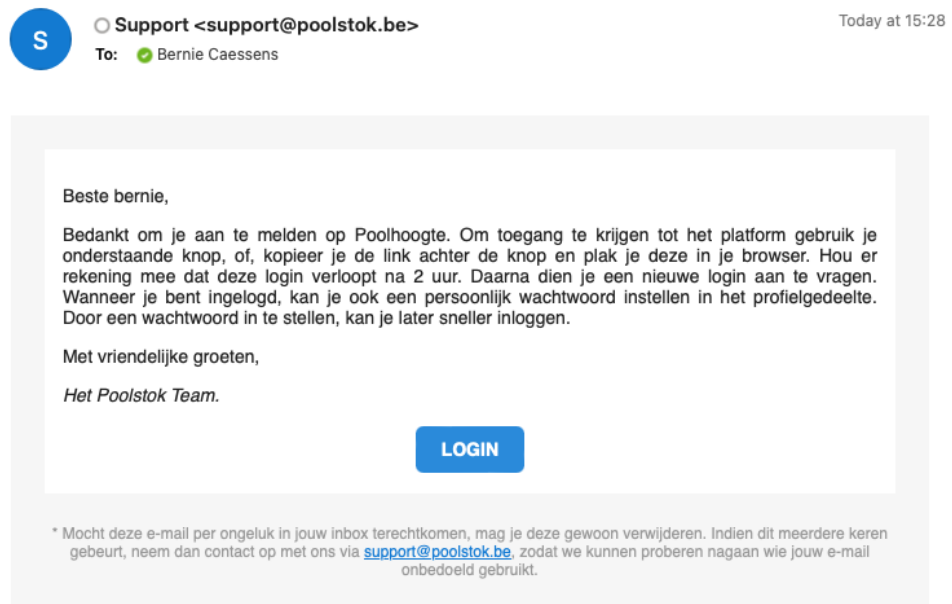 S
Support <support@poolstok.be>
Today at 15:28
To: Bernie Caessens
Beste bernie,
Bedankt om je aan te melden op Poolhoogte. Om toegang te krijgen tot het platform gebruik je
onderstaande knop, of, kopieer je de link achter de knop en plak je deze in je browser. Hou er
rekening mee dat deze login verloopt na 2 uur. Daarna dien je een nieuwe login aan te vragen.
Wanneer je bent ingelogd, kan je ook een persoonlijk wachtwoord instellen in het profielgedeelte.
Door een wachtwoord in te stellen, kan je later sneller inloggen.
Met vriendelijke groeten,
Het Poolstok Team.
LOGIN
* Mocht deze e-mail per ongeluk in jouw inbox terechtkomen, mag je deze gewoon verwijderen. Indien dit meerdere keren
gebeurt, neem dan contact op met ons via support@poolstok.be, zodat we kunnen proberen nagaan wie jouw e-mail
onbedoeld gebruikt.